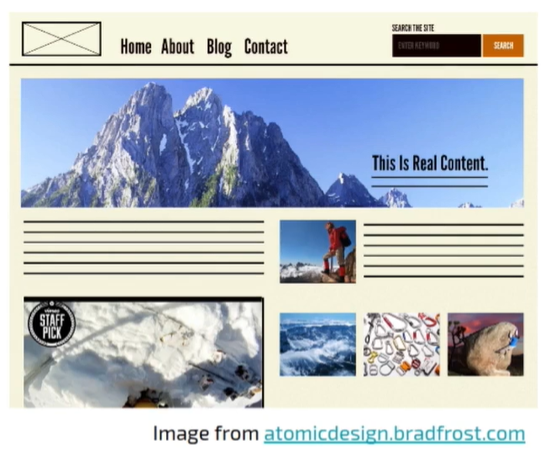 SEARCH THE SITE
Home About Blog Contact
ENTER KEYWORD
SEARCH
This Is Real Content.
STAFF
PICK
Image from atomicdesign.bradfrost.com